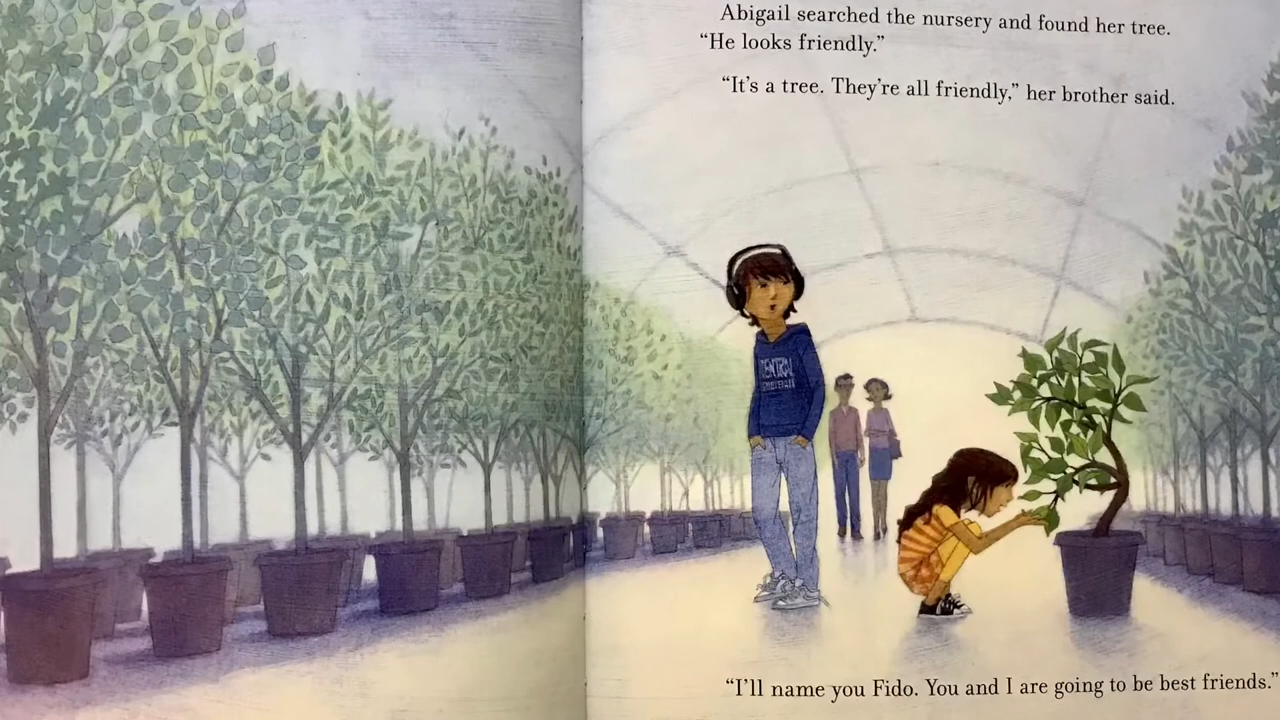 Abigail searched the nursery and found her tree.
“He looks friendly.”
“It’s a tree. They’re all friendly,” her brother said.
CENTRAL
“I’ll name you Fido. You and I are going to be best friends.”